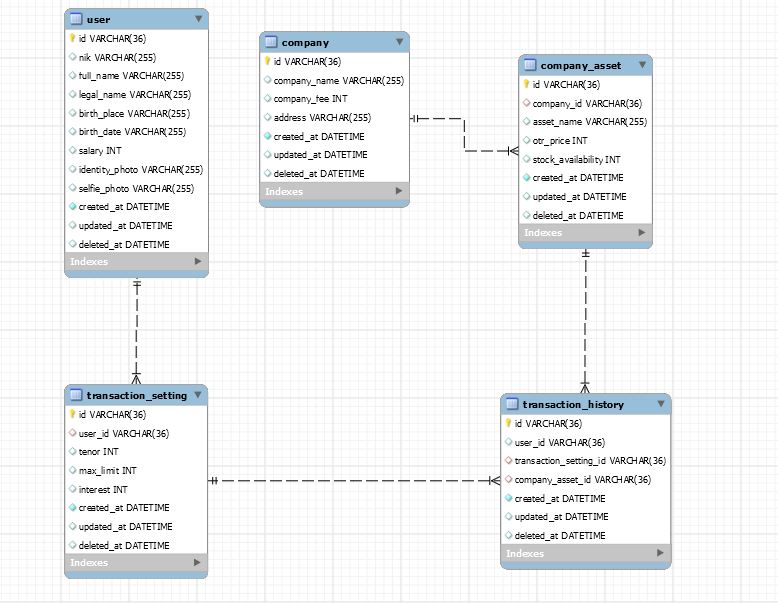 user
id VARCHAR(36)
nik VARCHAR(255)
full_name VARCHAR(255)
legal_name VARCHAR(255)
birth_place VARCHAR(255)
birth_date VARCHAR(255)
salary INT
identity_photo VARCHAR(255)
selfie_photo VARCHAR(255)
created_at DATETIME
updated_at DATETIME
deleted_at DATETIME
Indexes
company
id VARCHAR(36)
company_name VARCHAR(255)
company_fee INT
address VARCHAR(255)
created_at DATETIME
updated_at DATETIME
deleted_at DATETIME
Indexes
company_asset
id VARCHAR(36)
company_id VARCHAR(36)
asset_name VARCHAR(255)
otr_price INT
stock_availability INT
created_at DATETIME
updated_at DATETIME
deleted_at DATETIME
Indexes
transaction_setting
id VARCHAR(36)
user_id VARCHAR(36)
tenor INT
max_limit INT
interest INT
created_at DATETIME
updated_at DATETIME
deleted_at DATETIME
Indexes
transaction_history
id VARCHAR(36)
user_id VARCHAR(36)
transaction_setting_id VARCHAR(36)
company_asset_id VARCHAR(36)
created_at DATETIME
updated_at DATETIME
deleted_at DATETIME
Indexes